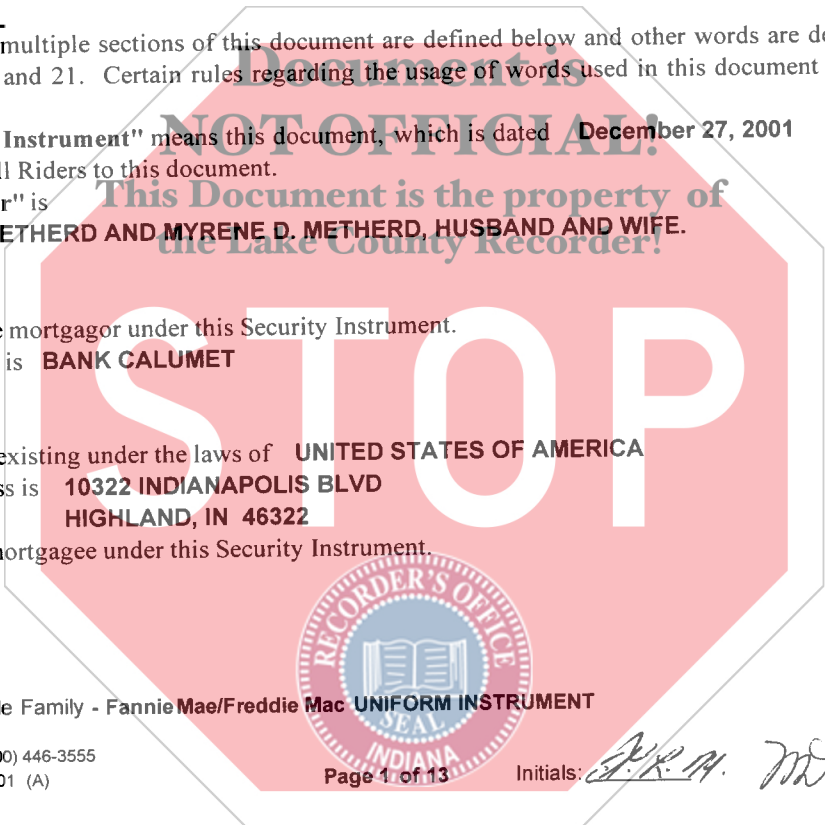 multiple sections of this document are defined below and other words are de
and 21. Certain rules regarding the usage of words used in this document
Document is
Instrument" means this document, which is dated December 27, 2001
NOT OFFICIAL!
ll Riders to this document.
r" is
This Document is the property of
ETHERD AND MYRENE D. METHERD, HUSBAND AND WIFE.
the Lake County Recorder!
e mortgagor under this Security Instrument.
is BANK CALUMET
STOP
existing under the laws of UNITED STATES OF AMERICA
ss is 10322 INDIANAPOLIS BLVD
HIGHLAND, IN 46322
mortgagee under this Security Instrument.
RECORDER'S OFFICE
SEAL
INDIANA
le Family - Fannie Mae/Freddie Mac UNIFORM INSTRUMENT
00) 446-3555
01 (A)
Page 1 of 13
Initials: